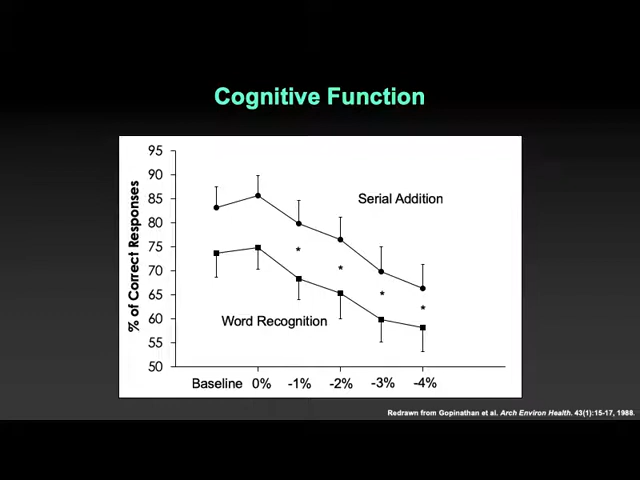 Cognitive Function
95
90
85
80
75
70
65
60
55
50
% of Correct Responses
Serial Addition
*
*
*
*
Word Recognition
Baseline 0% -1% -2% -3% -4%
Redrawn from Gopinathan et al. Arch Environ Health. 43(1):15-17, 1988.